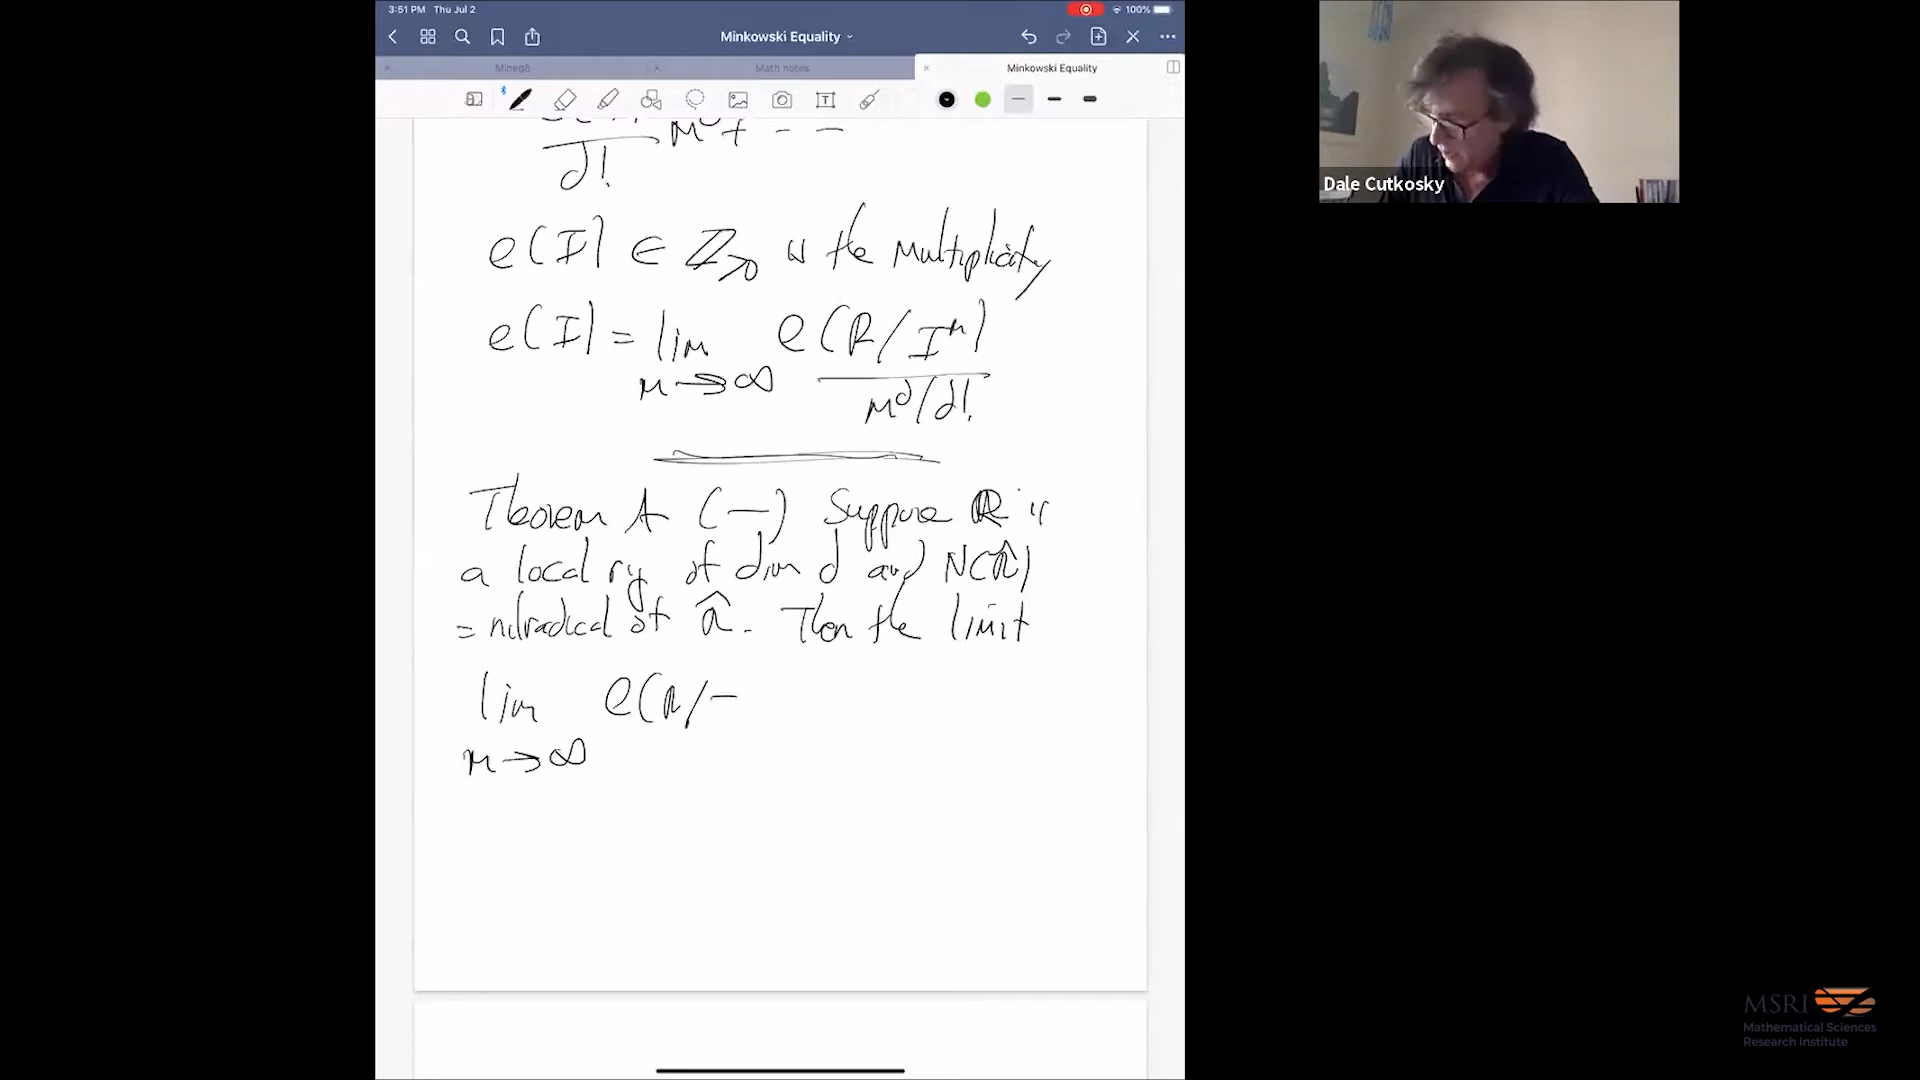 3:51 PM Thu Jul 2
100%
Minkowski Equality
Mineq8
Math notes
Minkowski Equality
d! n^d + - -
e(I) ∈ ℤ>0 is the multiplicity
e(I) = lim n→∞ ℓ(R/I^n) / n^d/d!
Theorem A (—) Suppose R is
a local ring of dim d and N(R̂)
= nilradical of R̂. Then the limit
lim ℓ(R/
n→∞
Dale Cutkosky
MSRI
Mathematical Sciences
Research Institute